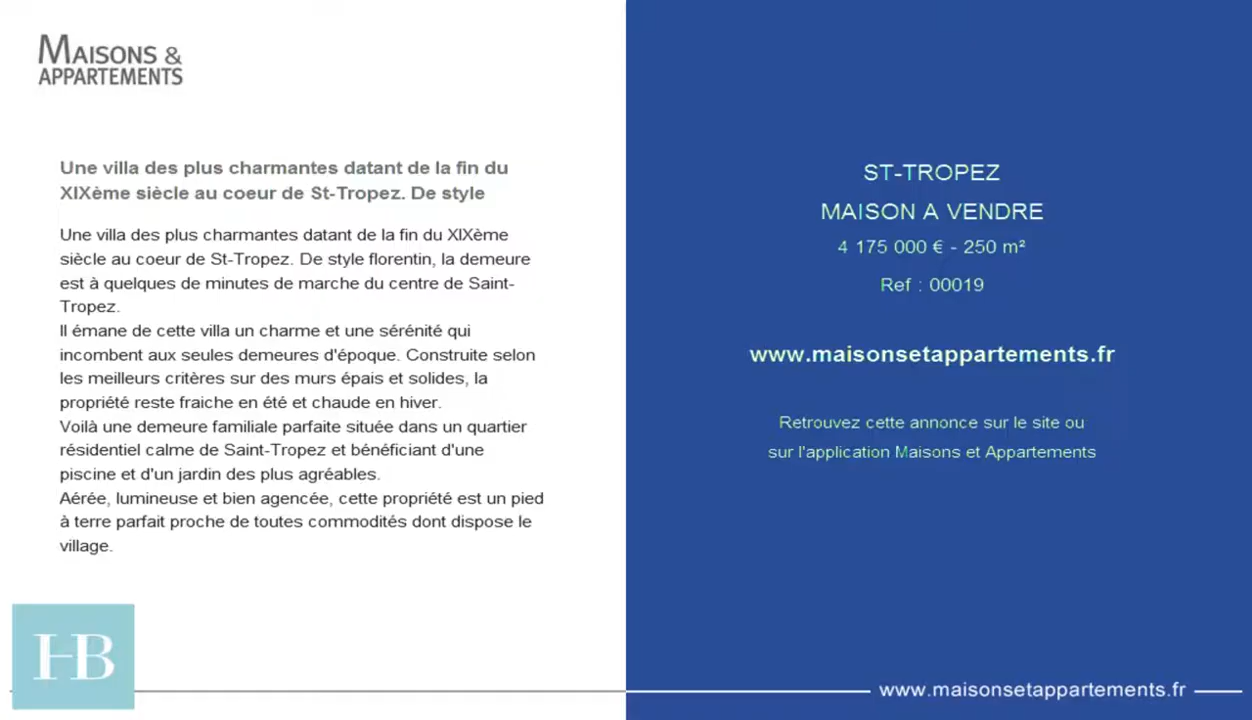 MAISONS &
APPARTEMENTS
Une villa des plus charmantes datant de la fin du
XIXème siècle au coeur de St-Tropez. De style
Une villa des plus charmantes datant de la fin du XIXème
siècle au coeur de St-Tropez. De style florentin, la demeure
est à quelques de minutes de marche du centre de Saint-
Tropez.
Il émane de cette villa un charme et une sérénité qui
incombent aux seules demeures d'époque. Construite selon
les meilleurs critères sur des murs épais et solides, la
propriété reste fraiche en été et chaude en hiver.
Voilà une demeure familiale parfaite située dans un quartier
résidentiel calme de Saint-Tropez et bénéficiant d'une
piscine et d'un jardin des plus agréables.
Aérée, lumineuse et bien agencée, cette propriété est un pied
à terre parfait proche de toutes commodités dont dispose le
village.
HB
ST-TROPEZ
MAISON A VENDRE
4 175 000 € - 250 m²
Ref : 00019
www.maisonsetappartements.fr
Retrouvez cette annonce sur le site ou
sur l'application Maisons et Appartements
www.maisonsetappartements.fr